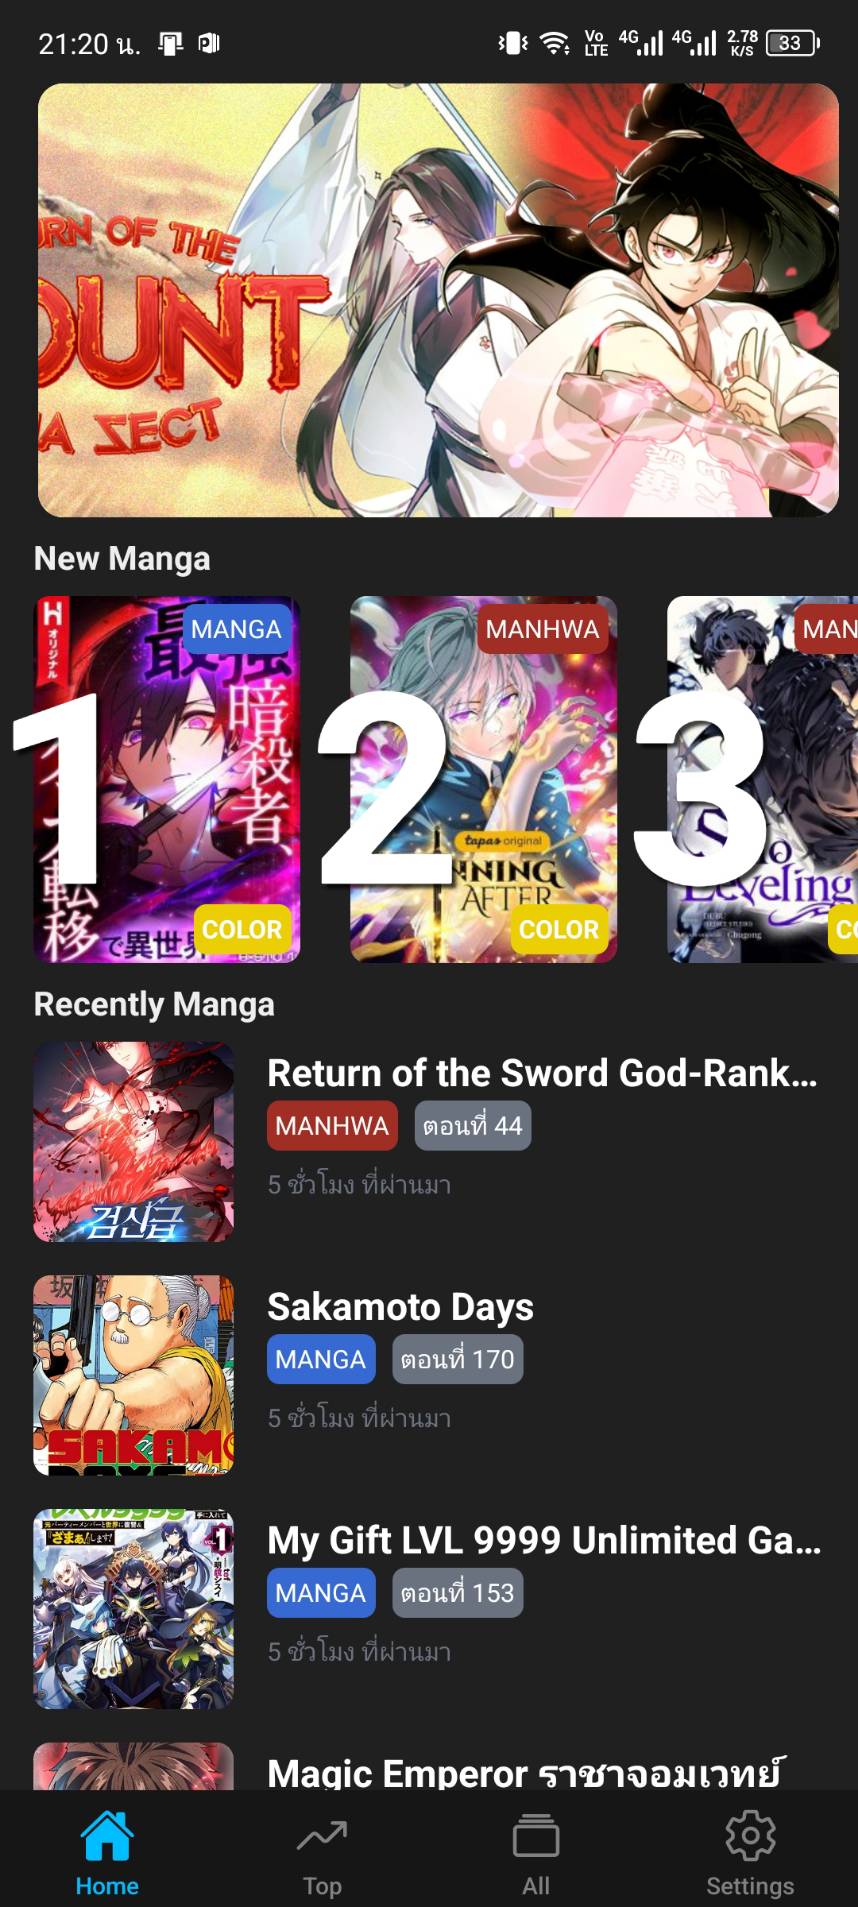 21:20 น.
Vo
LTE
4G
4G
2.78
K/S
33
OF THE
SECT
New Manga
MANGA
オリジナル
最強
暗殺者、
転移
で異世界
1
COLOR
MANHWA
2
tapas original
AFTER
COLOR
3
Leveling
Chugong
Recently Manga
Return of the Sword God-Rank...
MANHWA
ตอนที่ 44
5 ชั่วโมง ที่ผ่านมา
검신급
Sakamoto Days
MANGA
ตอนที่ 170
5 ชั่วโมง ที่ผ่านมา
My Gift LVL 9999 Unlimited Ga...
MANGA
ตอนที่ 153
5 ชั่วโมง ที่ผ่านมา
『ざまぁ!』します!
Magic Emperor ราชาจอมเวทย์
Home
Top
All
Settings